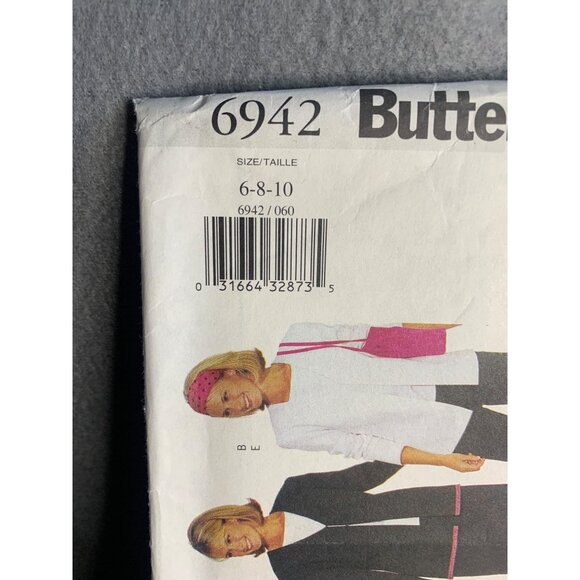 6942 Butte
SIZE/TAILLE
6-8-10
6942 / 060
0 31664 32873 5
B
E